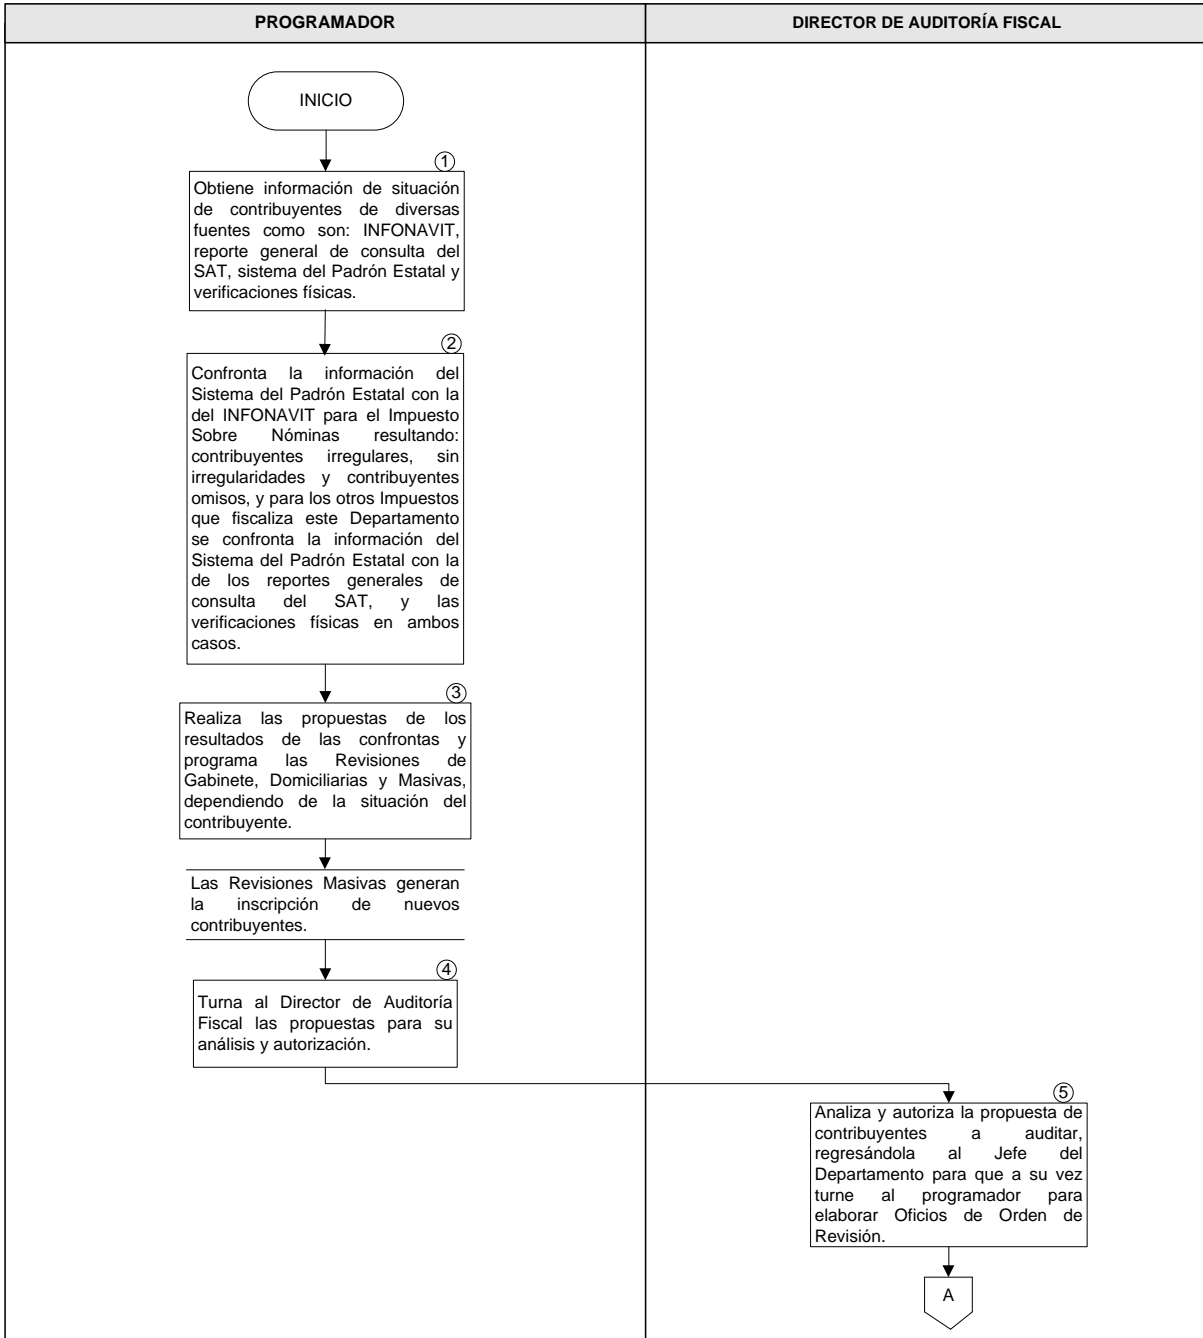 PROGRAMADOR
DIRECTOR DE AUDITORÍA FISCAL
INICIO
1
Obtiene información de situación
de contribuyentes de diversas
fuentes como son: INFONAVIT,
reporte general de consulta del
SAT, sistema del Padrón Estatal y
verificaciones físicas.
2
Confronta la información del
Sistema del Padrón Estatal con la
del INFONAVIT para el Impuesto
Sobre Nóminas resultando:
contribuyentes irregulares, sin
irregularidades y contribuyentes
omisos, y para los otros Impuestos
que fiscaliza este Departamento
se confronta la información del
Sistema del Padrón Estatal con la
de los reportes generales de
consulta del SAT, y las
verificaciones físicas en ambos
casos.
3
Realiza las propuestas de los
resultados de las confrontas y
programa las Revisiones de
Gabinete, Domiciliarias y Masivas,
dependiendo de la situación del
contribuyente.
Las Revisiones Masivas generan
la inscripción de nuevos
contribuyentes.
4
Turna al Director de Auditoría
Fiscal las propuestas para su
análisis y autorización.
5
Analiza y autoriza la propuesta de
contribuyentes a auditar,
regresándola al Jefe del
Departamento para que a su vez
turne al programador para
elaborar Oficios de Orden de
Revisión.
A